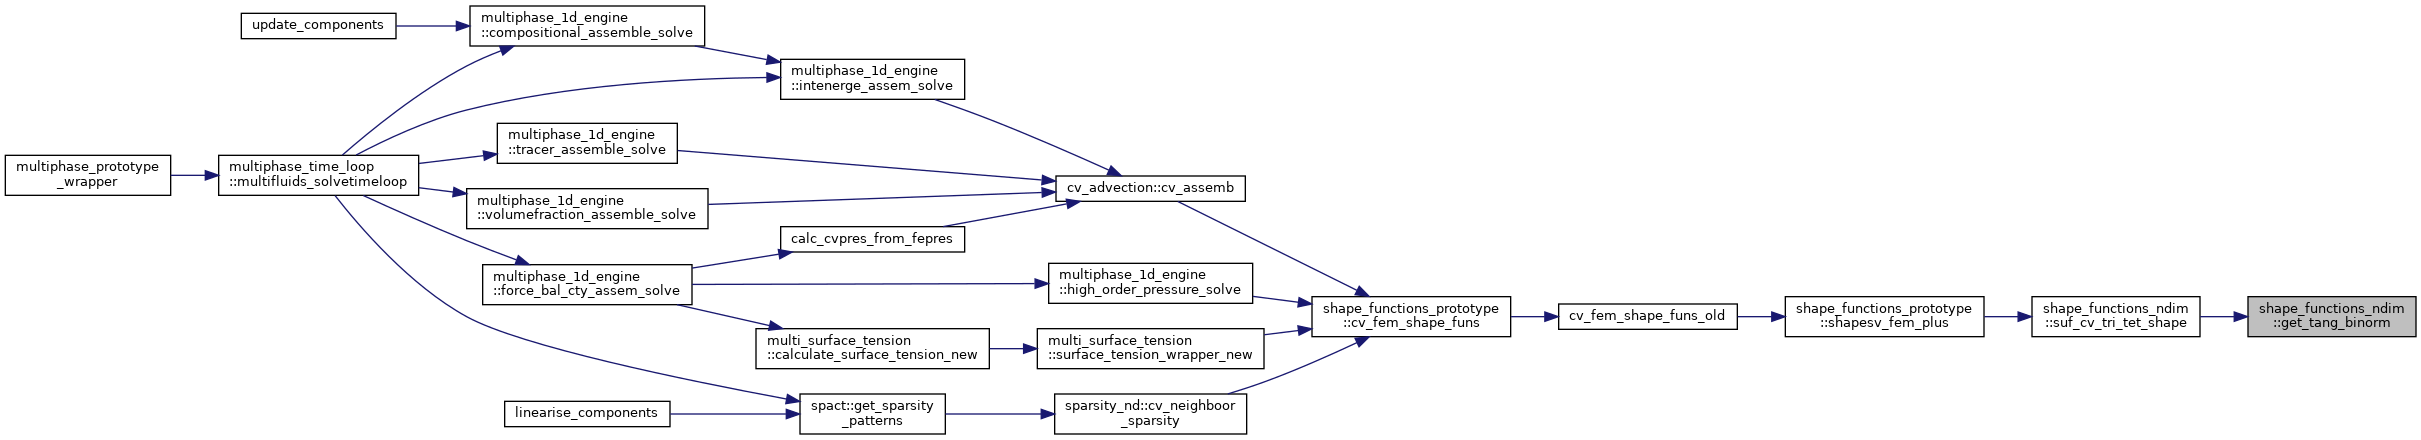 update_components
multiphase_1d_engine
::compositional_assemble_solve
multiphase_1d_engine
::intenerge_assem_solve
multiphase_1d_engine
::tracer_assemble_solve
multiphase_prototype
_wrapper
multiphase_time_loop
::multifluids_solvetimeloop
multiphase_1d_engine
::volumefraction_assemble_solve
cv_advection::cv_assemb
calc_cvpres_from_fepres
multiphase_1d_engine
::force_bal_cty_assem_solve
multiphase_1d_engine
::high_order_pressure_solve
shape_functions_prototype
::cv_fem_shape_funs
cv_fem_shape_funs_old
shape_functions_prototype
::shapesv_fem_plus
shape_functions_ndim
::suf_cv_tri_tet_shape
shape_functions_ndim
::get_tang_binorm
multi_surface_tension
::calculate_surface_tension_new
multi_surface_tension
::surface_tension_wrapper_new
linearise_components
spact::get_sparsity
_patterns
sparsity_nd::cv_neighboor
_sparsity